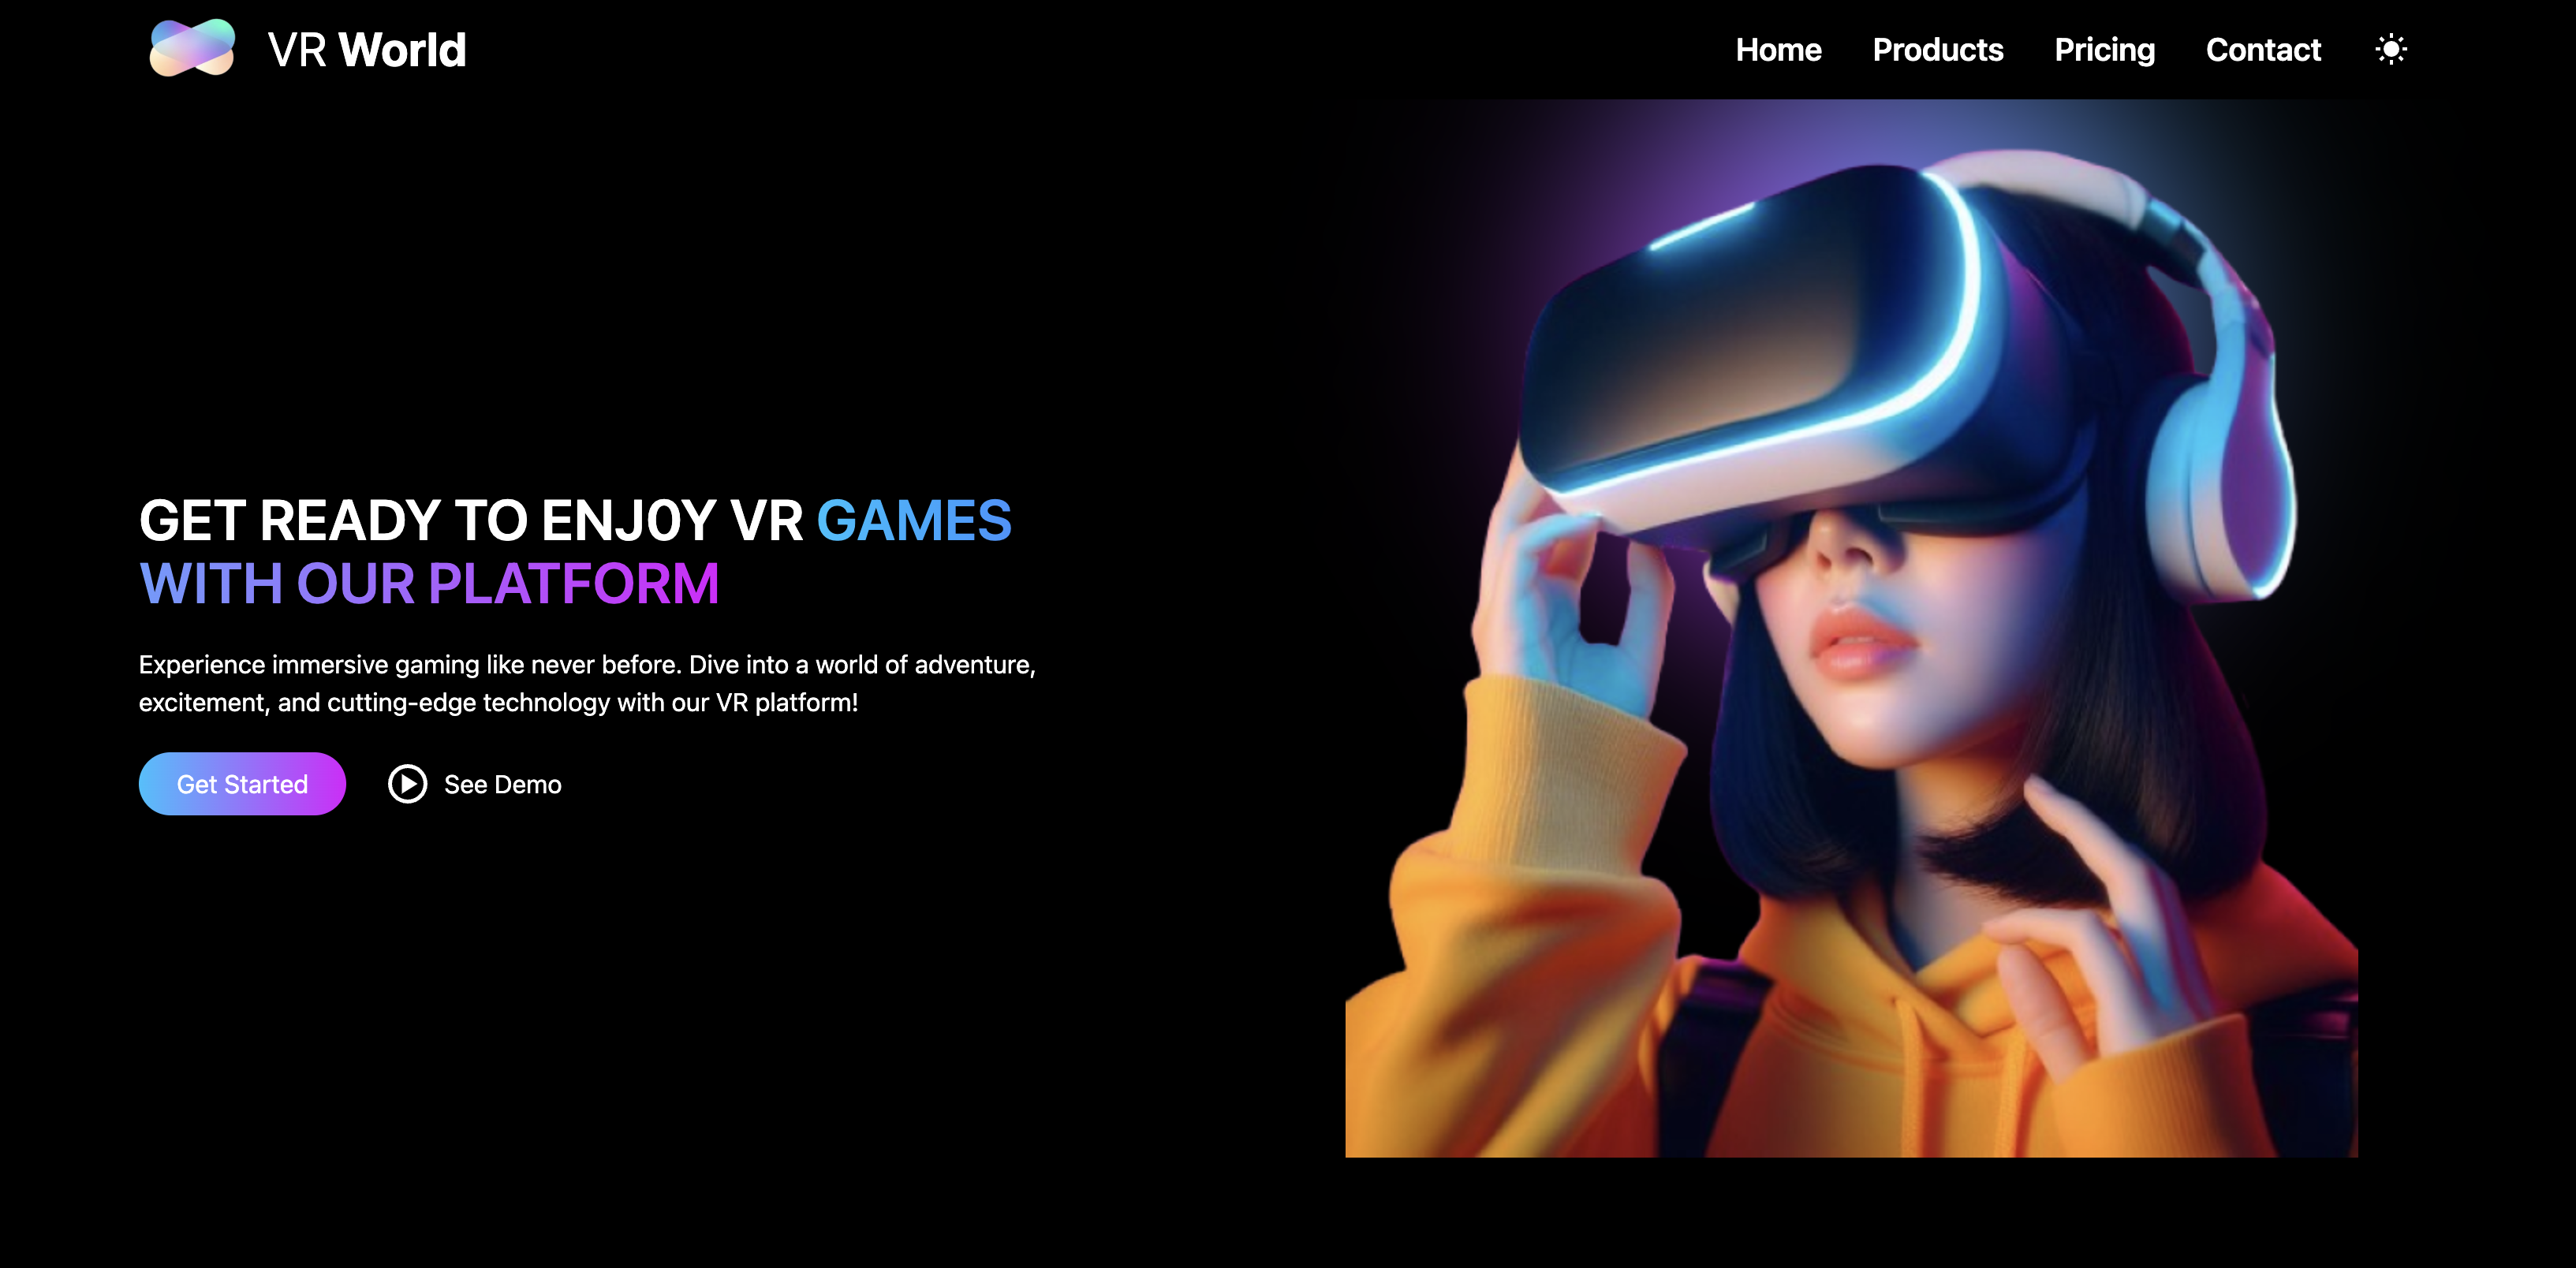 VR World
Home Products Pricing Contact
GET READY TO ENJ0Y VR GAMES
WITH OUR PLATFORM
Experience immersive gaming like never before. Dive into a world of adventure,
excitement, and cutting-edge technology with our VR platform!
Get Started
See Demo